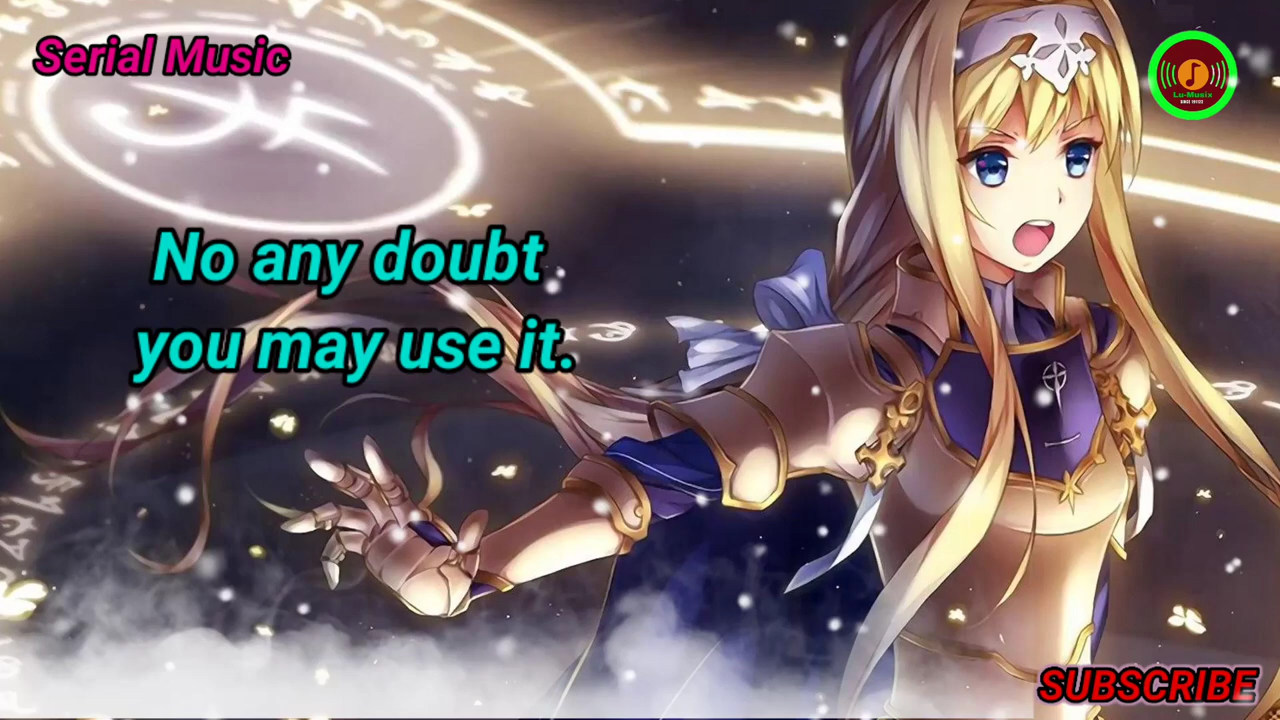 Serial Music
Lu-Musix
No any doubt
you may use it.
SUBSCRIBE